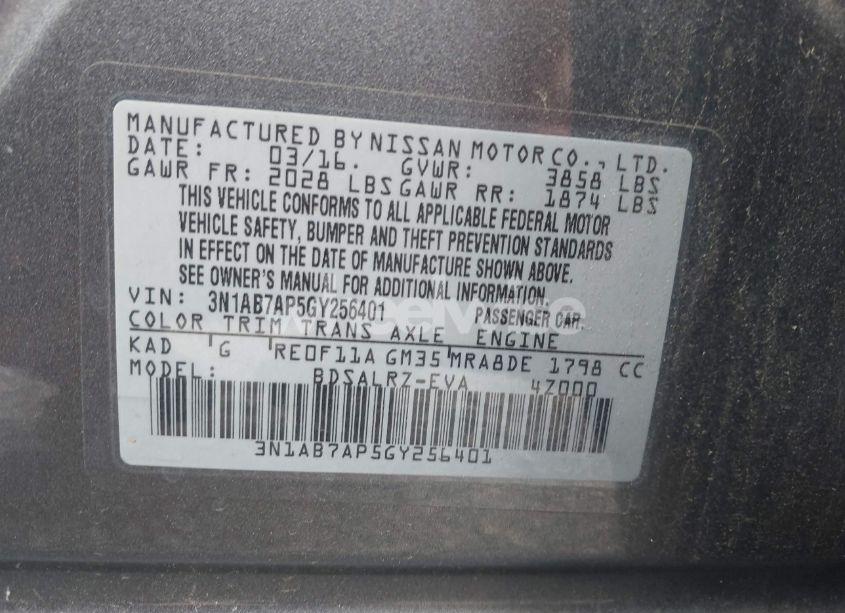 MANUFACTURED BY NISSAN MOTOR CO., LTD.
DATE: 03/16. GVWR: 3858 LBS
GAWR FR: 2028 LBS GAWR RR: 1874 LBS
THIS VEHICLE CONFORMS TO ALL APPLICABLE FEDERAL MOTOR
VEHICLE SAFETY, BUMPER AND THEFT PREVENTION STANDARDS
IN EFFECT ON THE DATE OF MANUFACTURE SHOWN ABOVE.
SEE OWNER'S MANUAL FOR ADDITIONAL INFORMATION.
VIN: 3N1AB7AP5GY256401 PASSENGER CAR.
COLOR TRIM TRANS AXLE ENGINE
KAD G RE0F11A GM35 MRA8DE 1798 CC
MODEL: BDSALRZ-EVA 4Z000
3N1AB7AP5GY256401